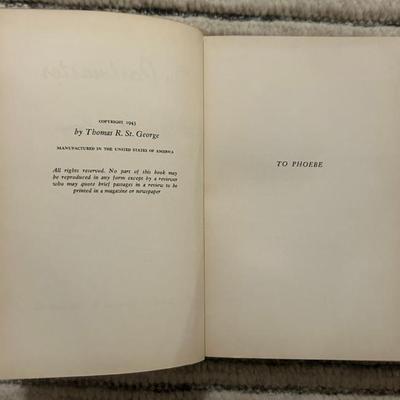 COPYRIGHT 1943
by Thomas R. St. George
MANUFACTURED IN THE UNITED STATES OF AMERICA
All rights reserved. No part of this book may
be reproduced in any form except by a reviewer
who may quote brief passages in a review to be
printed in a magazine or newspaper
TO PHOEBE